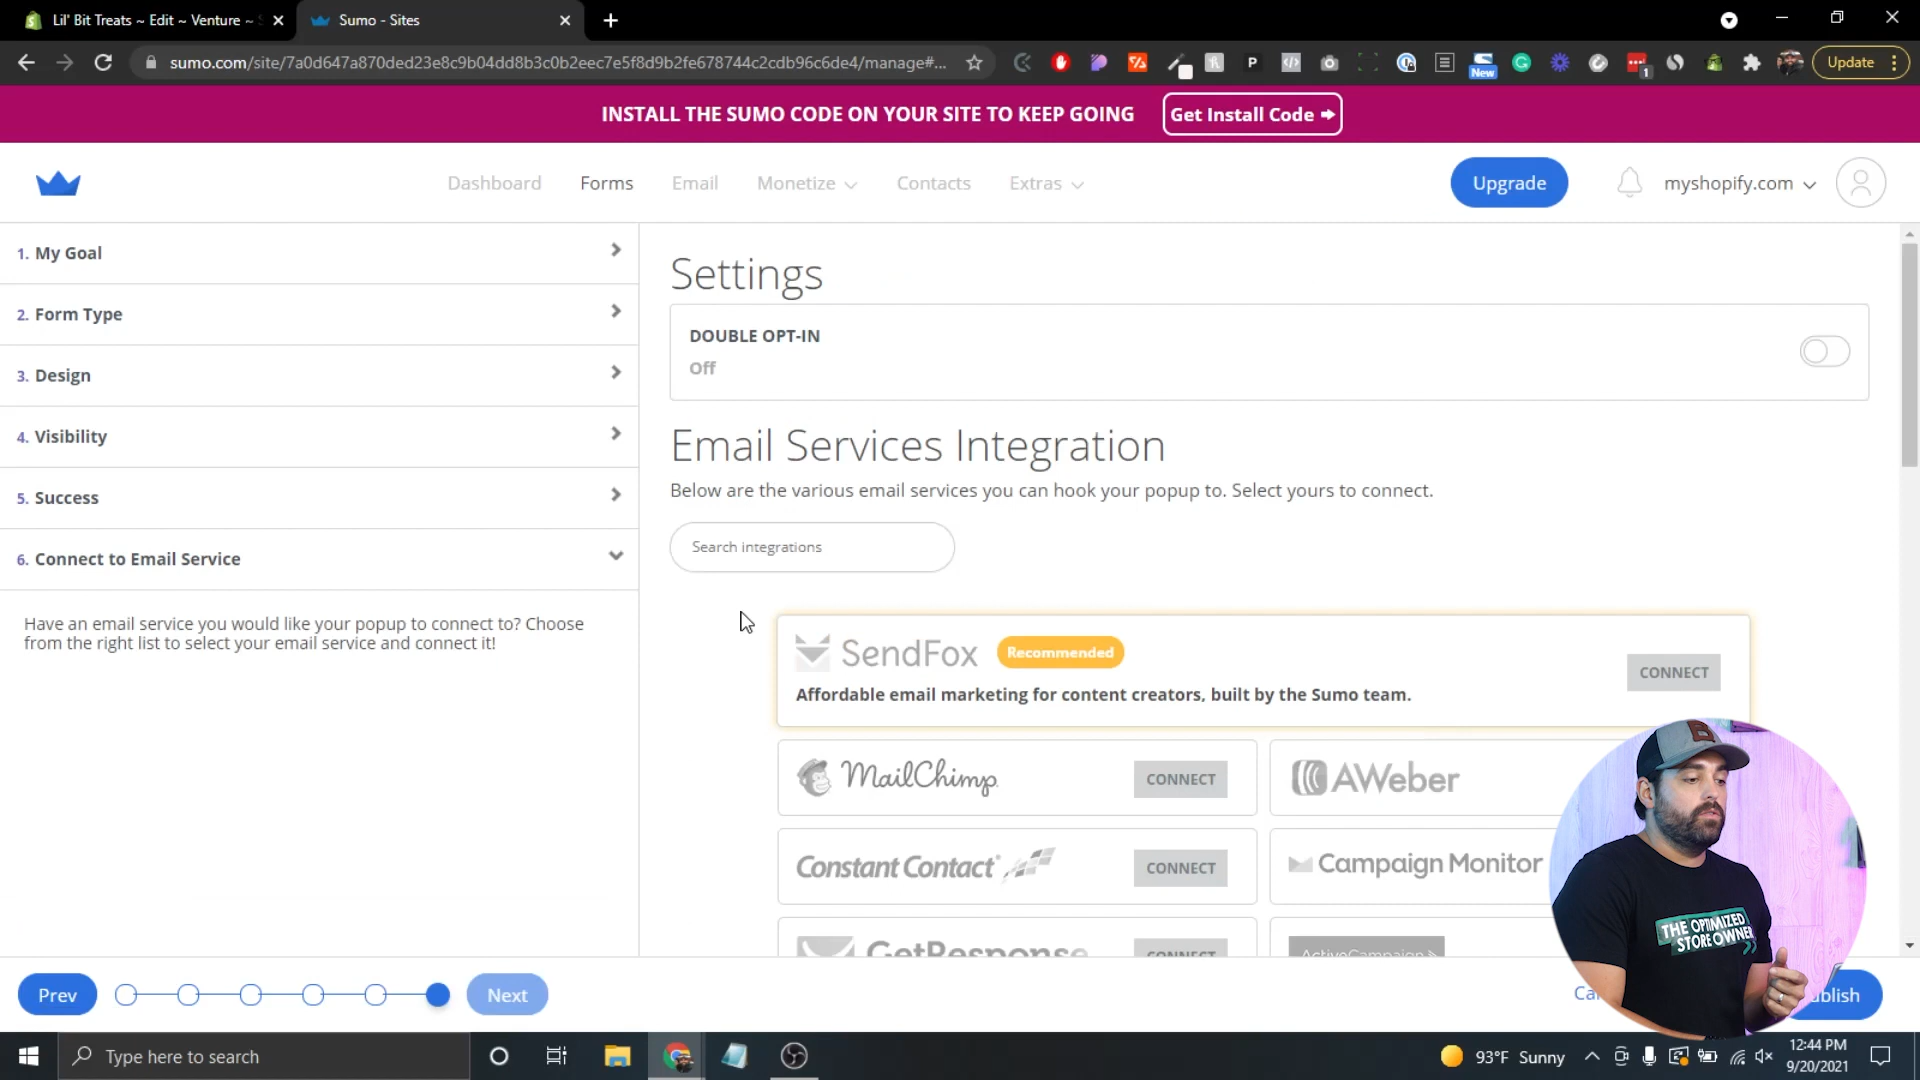 Lil' Bit Treats ~ Edit ~ Venture ~
Sumo - Sites
sumo.com/site/7a0d647a870ded23e8c9b04dd8b3c0b2eec7e5f8d9b2fe678744c2cdb96c6de4/manage#...
New
1
Update
INSTALL THE SUMO CODE ON YOUR SITE TO KEEP GOING
Get Install Code
Dashboard
Forms
Email
Monetize
Contacts
Extras
Upgrade
myshopify.com
1. My Goal
2. Form Type
3. Design
4. Visibility
5. Success
6. Connect to Email Service
Have an email service you would like your popup to connect to? Choose
from the right list to select your email service and connect it!
Settings
DOUBLE OPT-IN
Off
Email Services Integration
Below are the various email services you can hook your popup to. Select yours to connect.
Search integrations
SendFox
Recommended
CONNECT
Affordable email marketing for content creators, built by the Sumo team.
MailChimp
CONNECT
AWeber
Constant Contact
CONNECT
Campaign Monitor
GetResponse
CONNECT
ActiveCampaign >
THE OPTIMIZED
STORE OWNER
Prev
Next
Type here to search
93°F Sunny
12:44 PM
9/20/2021